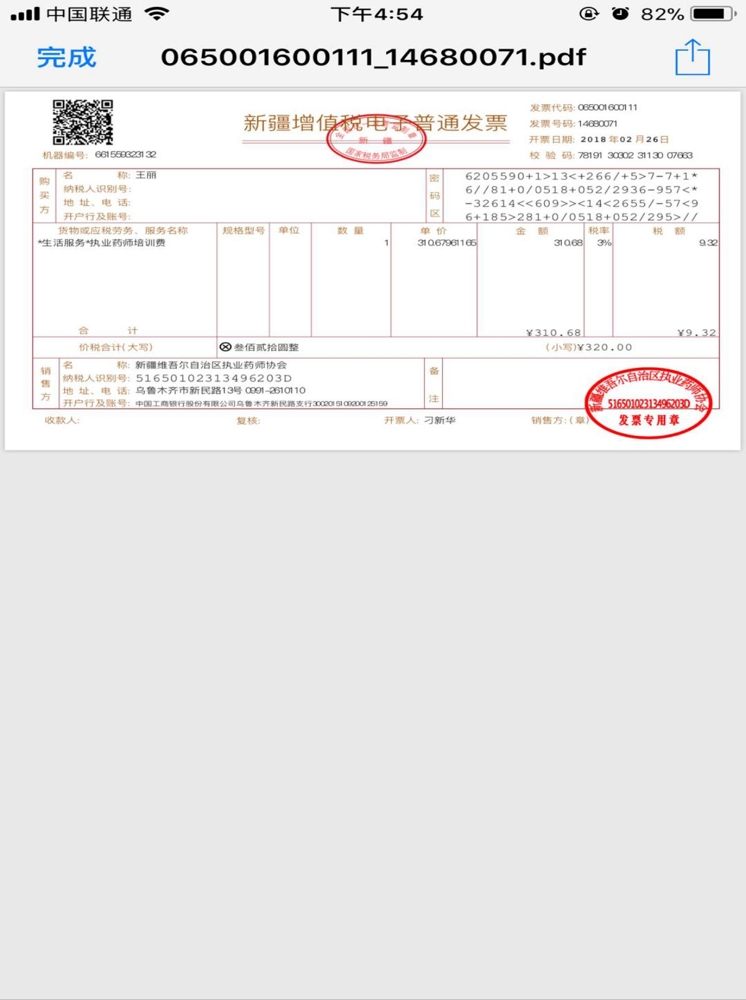 中国联通 下午4:54 82%
完成 065001600111_14680071.pdf
新疆增值税电子普通发票
新 疆
国家税务局监制
发票代码: 065001600111
发票号码: 14680071
开票日期: 2018 年 02 月 26 日
校 验 码: 78191 30302 31130 07663
机器编号: 661559323132
购买方
名 称: 王丽
纳税人识别号:
地 址、电 话:
开户行及账号:
密码区
6205590+1>13<+266/+5>7-7+1*
6//81+0/0518+052/2936-957<*
-32614<<609>><14<2655/-57<9
6+185>281+0/0518+052/295>//
货物或应税劳务、服务名称 规格型号 单位 数 量 单 价 金 额 税率 税 额
*生活服务*执业药师培训费 1 310.67961165 310.68 3% 9.32
合 计 ¥310.68 ¥9.32
价税合计(大写) ⊗叁佰贰拾圆整 (小写)¥320.00
销售方
名 称: 新疆维吾尔自治区执业药师协会
纳税人识别号: 51650102313496203D
地 址、电 话: 乌鲁木齐市新民路13号 0991-2610110
开户行及账号: 中国工商银行股份有限公司乌鲁木齐新民路支行3002015109200125159
备注
新疆维吾尔自治区执业药师协会
51650102313496203D
发票专用章
收款人: 复核: 开票人: 刁新华 销售方: (章)